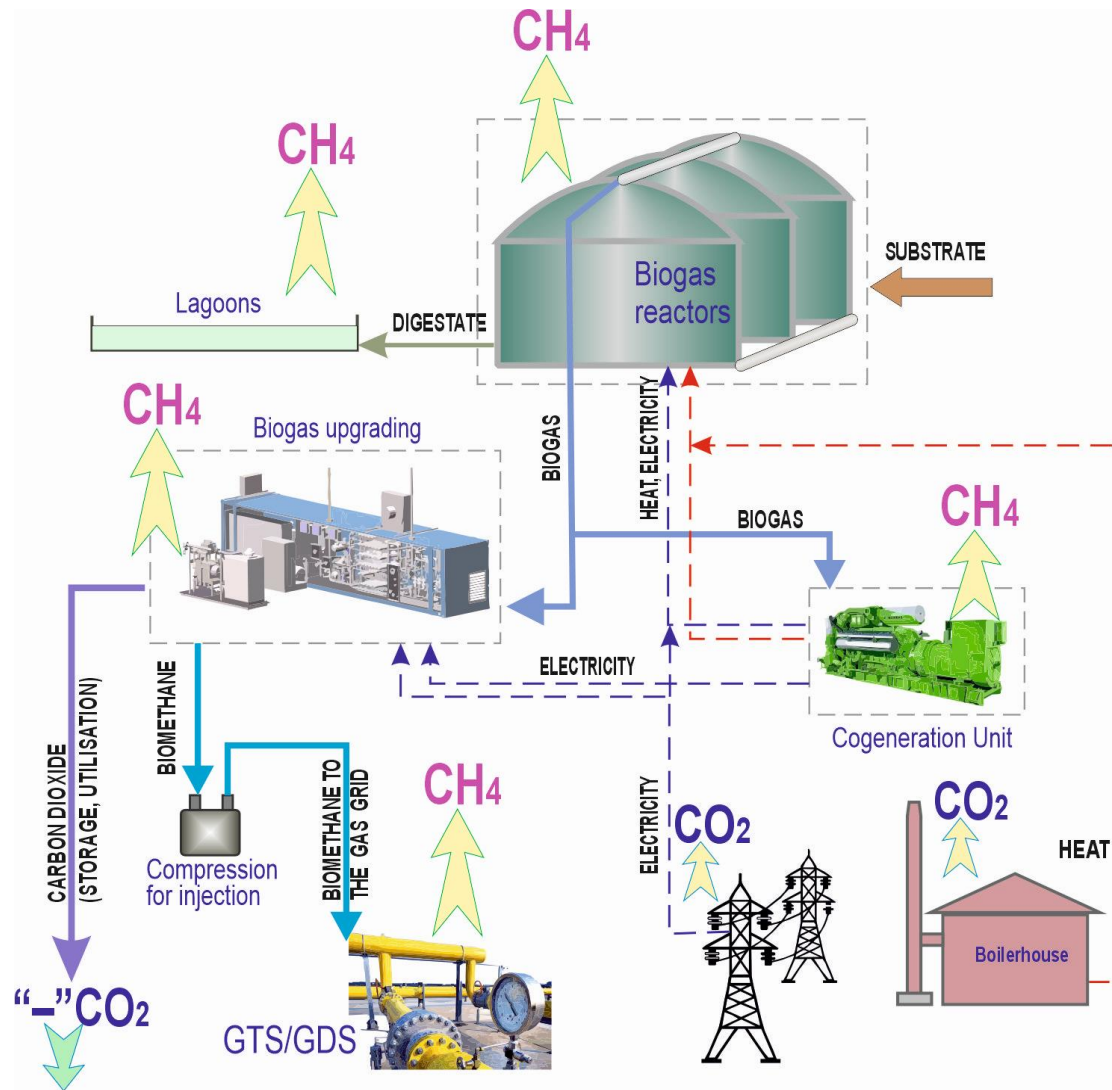 CH4
CH4
Biogas
reactors
SUBSTRATE
Lagoons
DIGESTATE
CH4
Biogas upgrading
BIOGAS
HEAT, ELECTRICITY
BIOGAS
CH4
ELECTRICITY
Cogeneration Unit
BIOMETHANE
CARBON DIOXIDE
(STORAGE, UTILISATION)
Compression
for injection
BIOMETHANE TO
THE GAS GRID
CH4
ELECTRICITY
CO2
CO2
HEAT
Boilerhouse
“–”CO2
GTS/GDS